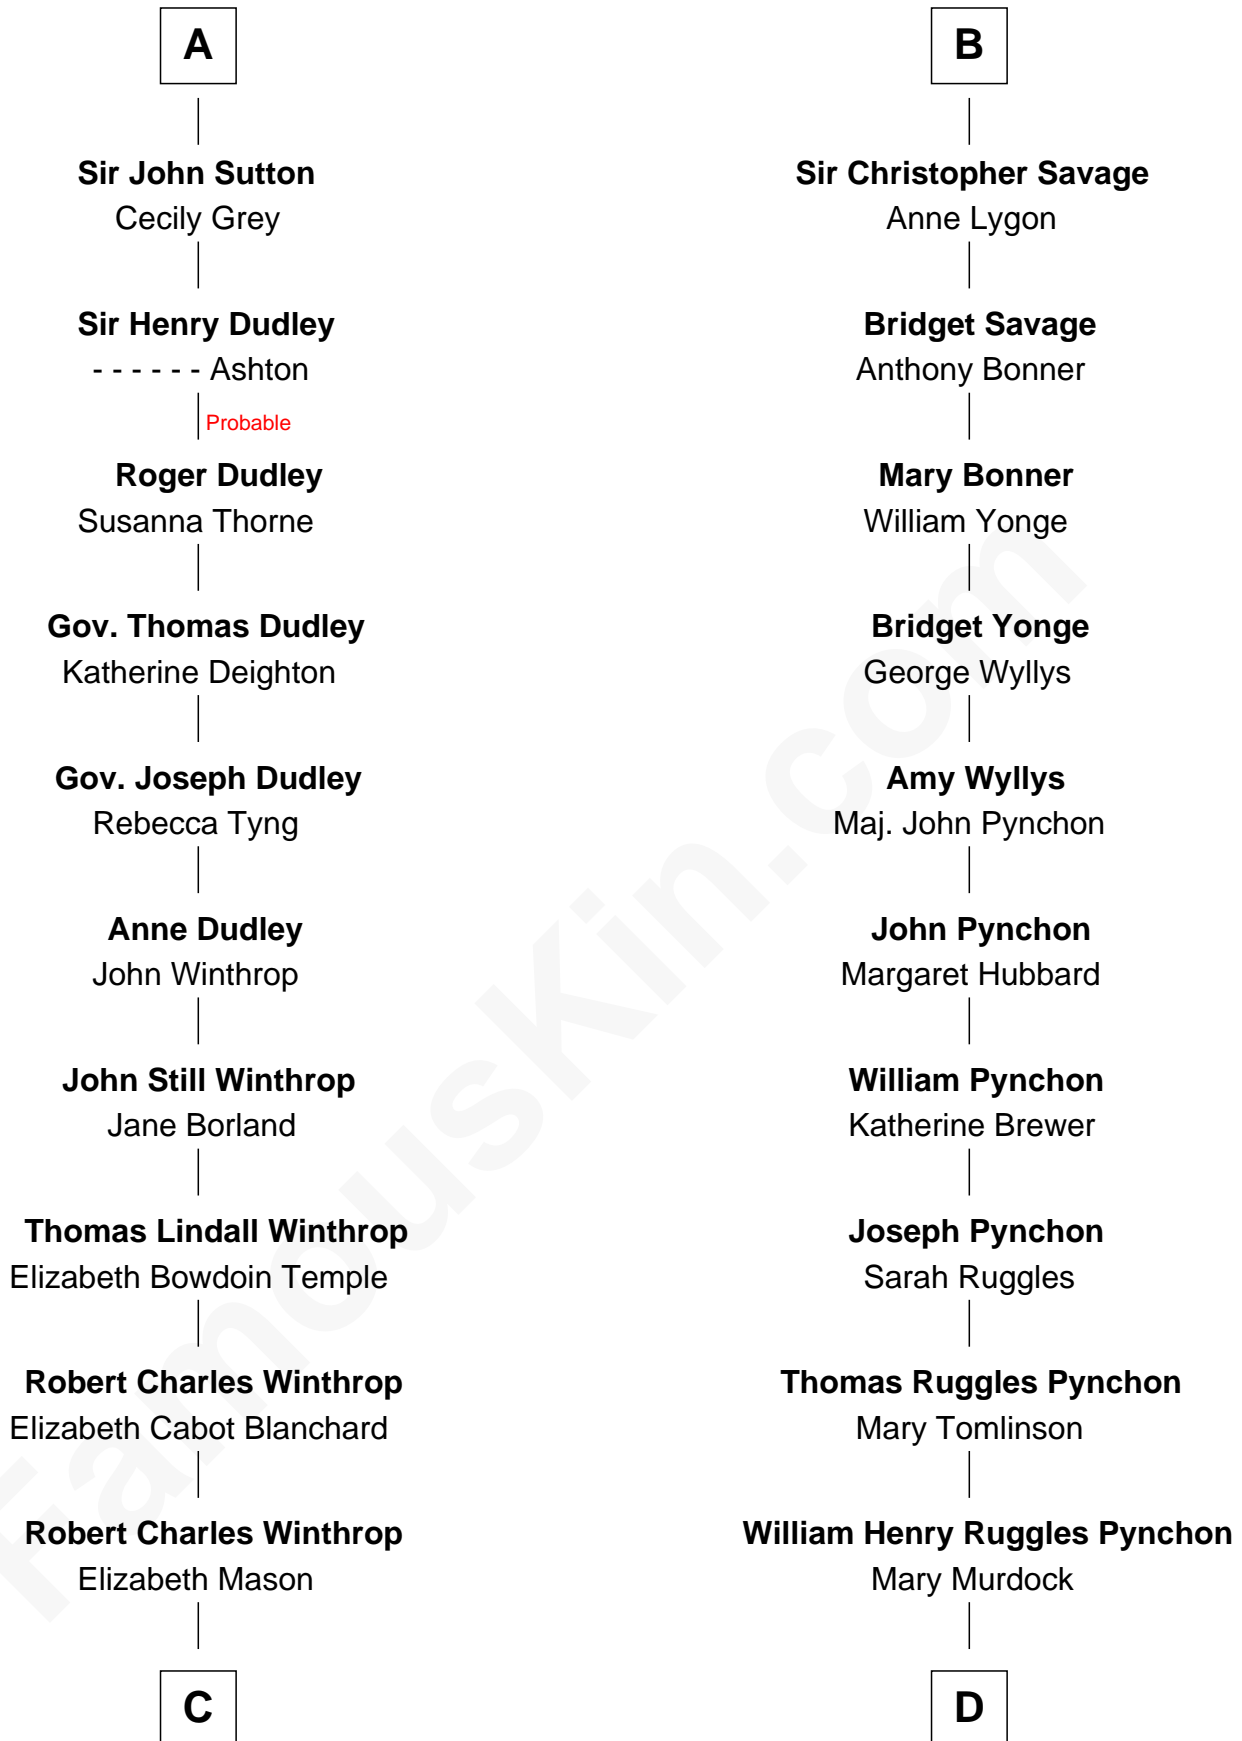 A
Sir John Sutton
Cecily Grey
Sir Henry Dudley
- - - - - - Ashton
Probable
Roger Dudley
Susanna Thorne
Gov. Thomas Dudley
Katherine Deighton
Gov. Joseph Dudley
Rebecca Tyng
Anne Dudley
John Winthrop
John Still Winthrop
Jane Borland
Thomas Lindall Winthrop
Elizabeth Bowdoin Temple
Robert Charles Winthrop
Elizabeth Cabot Blanchard
Robert Charles Winthrop
Elizabeth Mason
C
B
Sir Christopher Savage
Anne Lygon
Bridget Savage
Anthony Bonner
Mary Bonner
William Yonge
Bridget Yonge
George Wyllys
Amy Wyllys
Maj. John Pynchon
John Pynchon
Margaret Hubbard
William Pynchon
Katherine Brewer
Joseph Pynchon
Sarah Ruggles
Thomas Ruggles Pynchon
Mary Tomlinson
William Henry Ruggles Pynchon
Mary Murdock
D
FamousKin.com